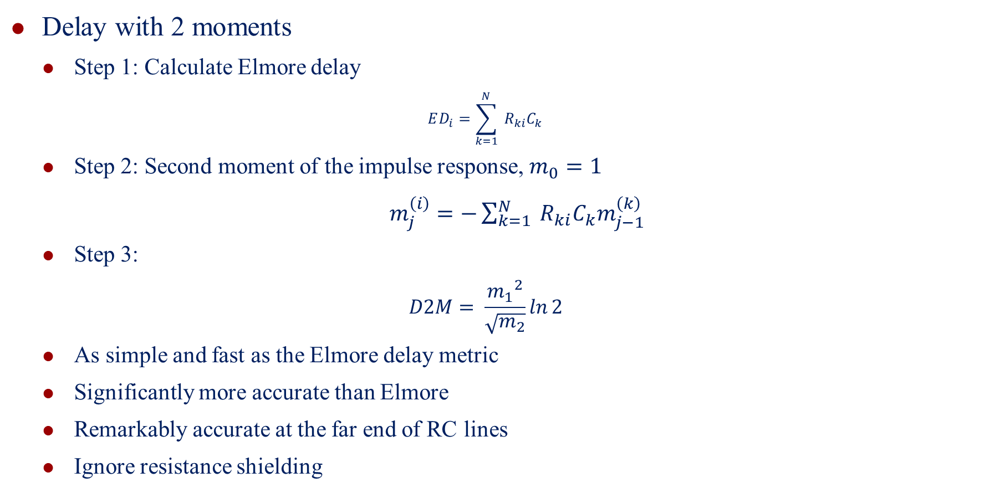 ● Delay with 2 moments
● Step 1: Calculate Elmore delay
$ED_i = \sum_{k=1}^{N} R_{ki} C_k$
● Step 2: Second moment of the impulse response, $m_0 = 1$
$m_j^{(i)} = -\sum_{k=1}^{N} R_{ki} C_k m_{j-1}^{(k)}$
● Step 3:
$D2M = \frac{{m_1}^2}{\sqrt{m_2}} ln\,2$
● As simple and fast as the Elmore delay metric
● Significantly more accurate than Elmore
● Remarkably accurate at the far end of RC lines
● Ignore resistance shielding